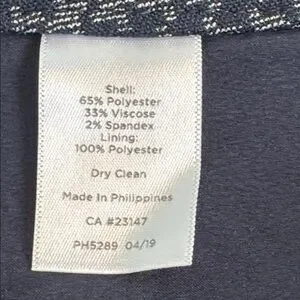 Shell:
65% Polyester
33% Viscose
2% Spandex
Lining:
100% Polyester
Dry Clean
Made In Philippines
CA #23147
PH5289 04/19